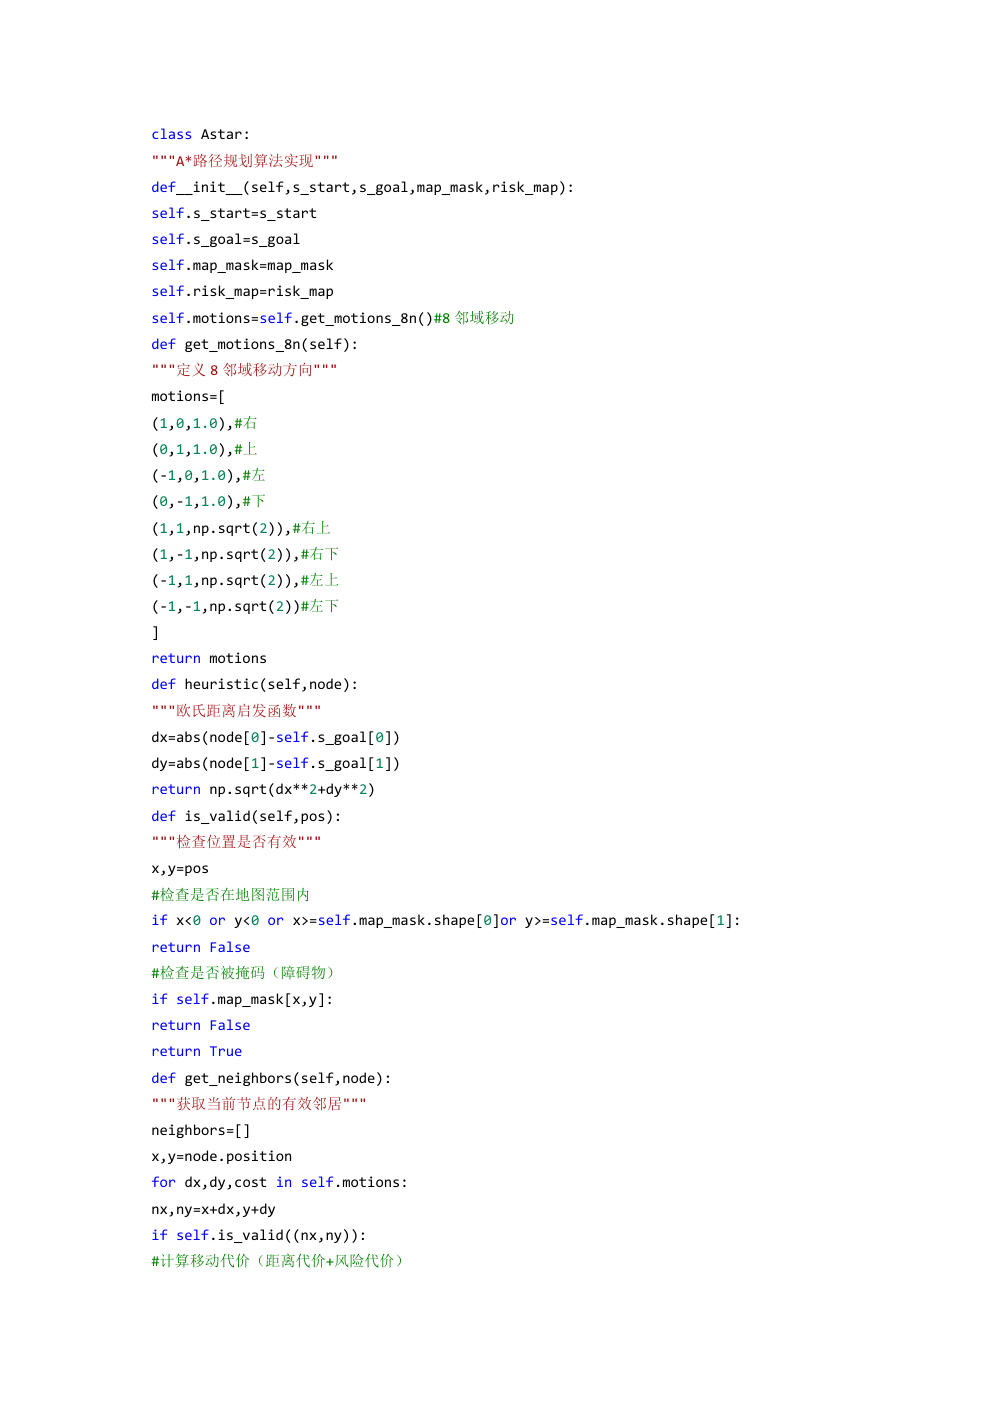 class Astar:
"""A*路径规划算法实现"""
def__init__(self,s_start,s_goal,map_mask,risk_map):
self.s_start=s_start
self.s_goal=s_goal
self.map_mask=map_mask
self.risk_map=risk_map
self.motions=self.get_motions_8n()#8 邻域移动
def get_motions_8n(self):
"""定义 8 邻域移动方向"""
motions=[
(1,0,1.0),#右
(0,1,1.0),#上
(-1,0,1.0),#左
(0,-1,1.0),#下
(1,1,np.sqrt(2)),#右上
(1,-1,np.sqrt(2)),#右下
(-1,1,np.sqrt(2)),#左上
(-1,-1,np.sqrt(2))#左下
]
return motions
def heuristic(self,node):
"""欧氏距离启发函数"""
dx=abs(node[0]-self.s_goal[0])
dy=abs(node[1]-self.s_goal[1])
return np.sqrt(dx**2+dy**2)
def is_valid(self,pos):
"""检查位置是否有效"""
x,y=pos
#检查是否在地图范围内
if x<0 or y<0 or x>=self.map_mask.shape[0]or y>=self.map_mask.shape[1]:
return False
#检查是否被掩码（障碍物）
if self.map_mask[x,y]:
return False
return True
def get_neighbors(self,node):
"""获取当前节点的有效邻居"""
neighbors=[]
x,y=node.position
for dx,dy,cost in self.motions:
nx,ny=x+dx,y+dy
if self.is_valid((nx,ny)):
#计算移动代价（距离代价+风险代价）